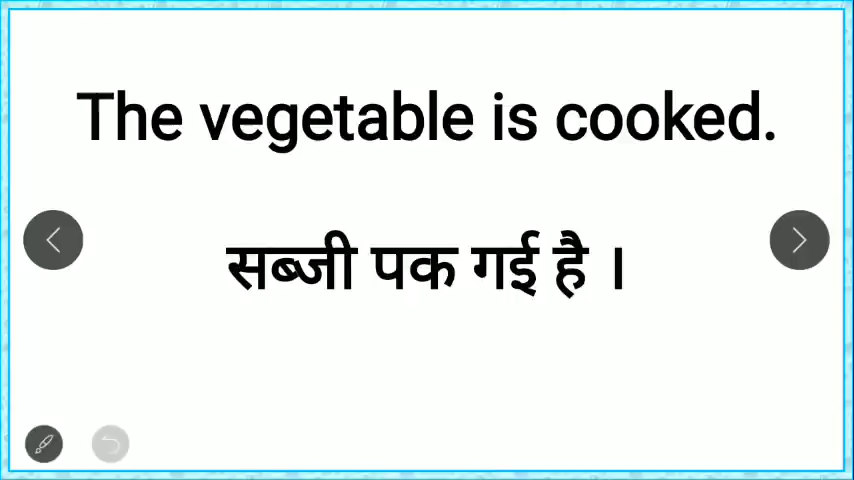 The vegetable is cooked.
सब्जी पक गई है ।